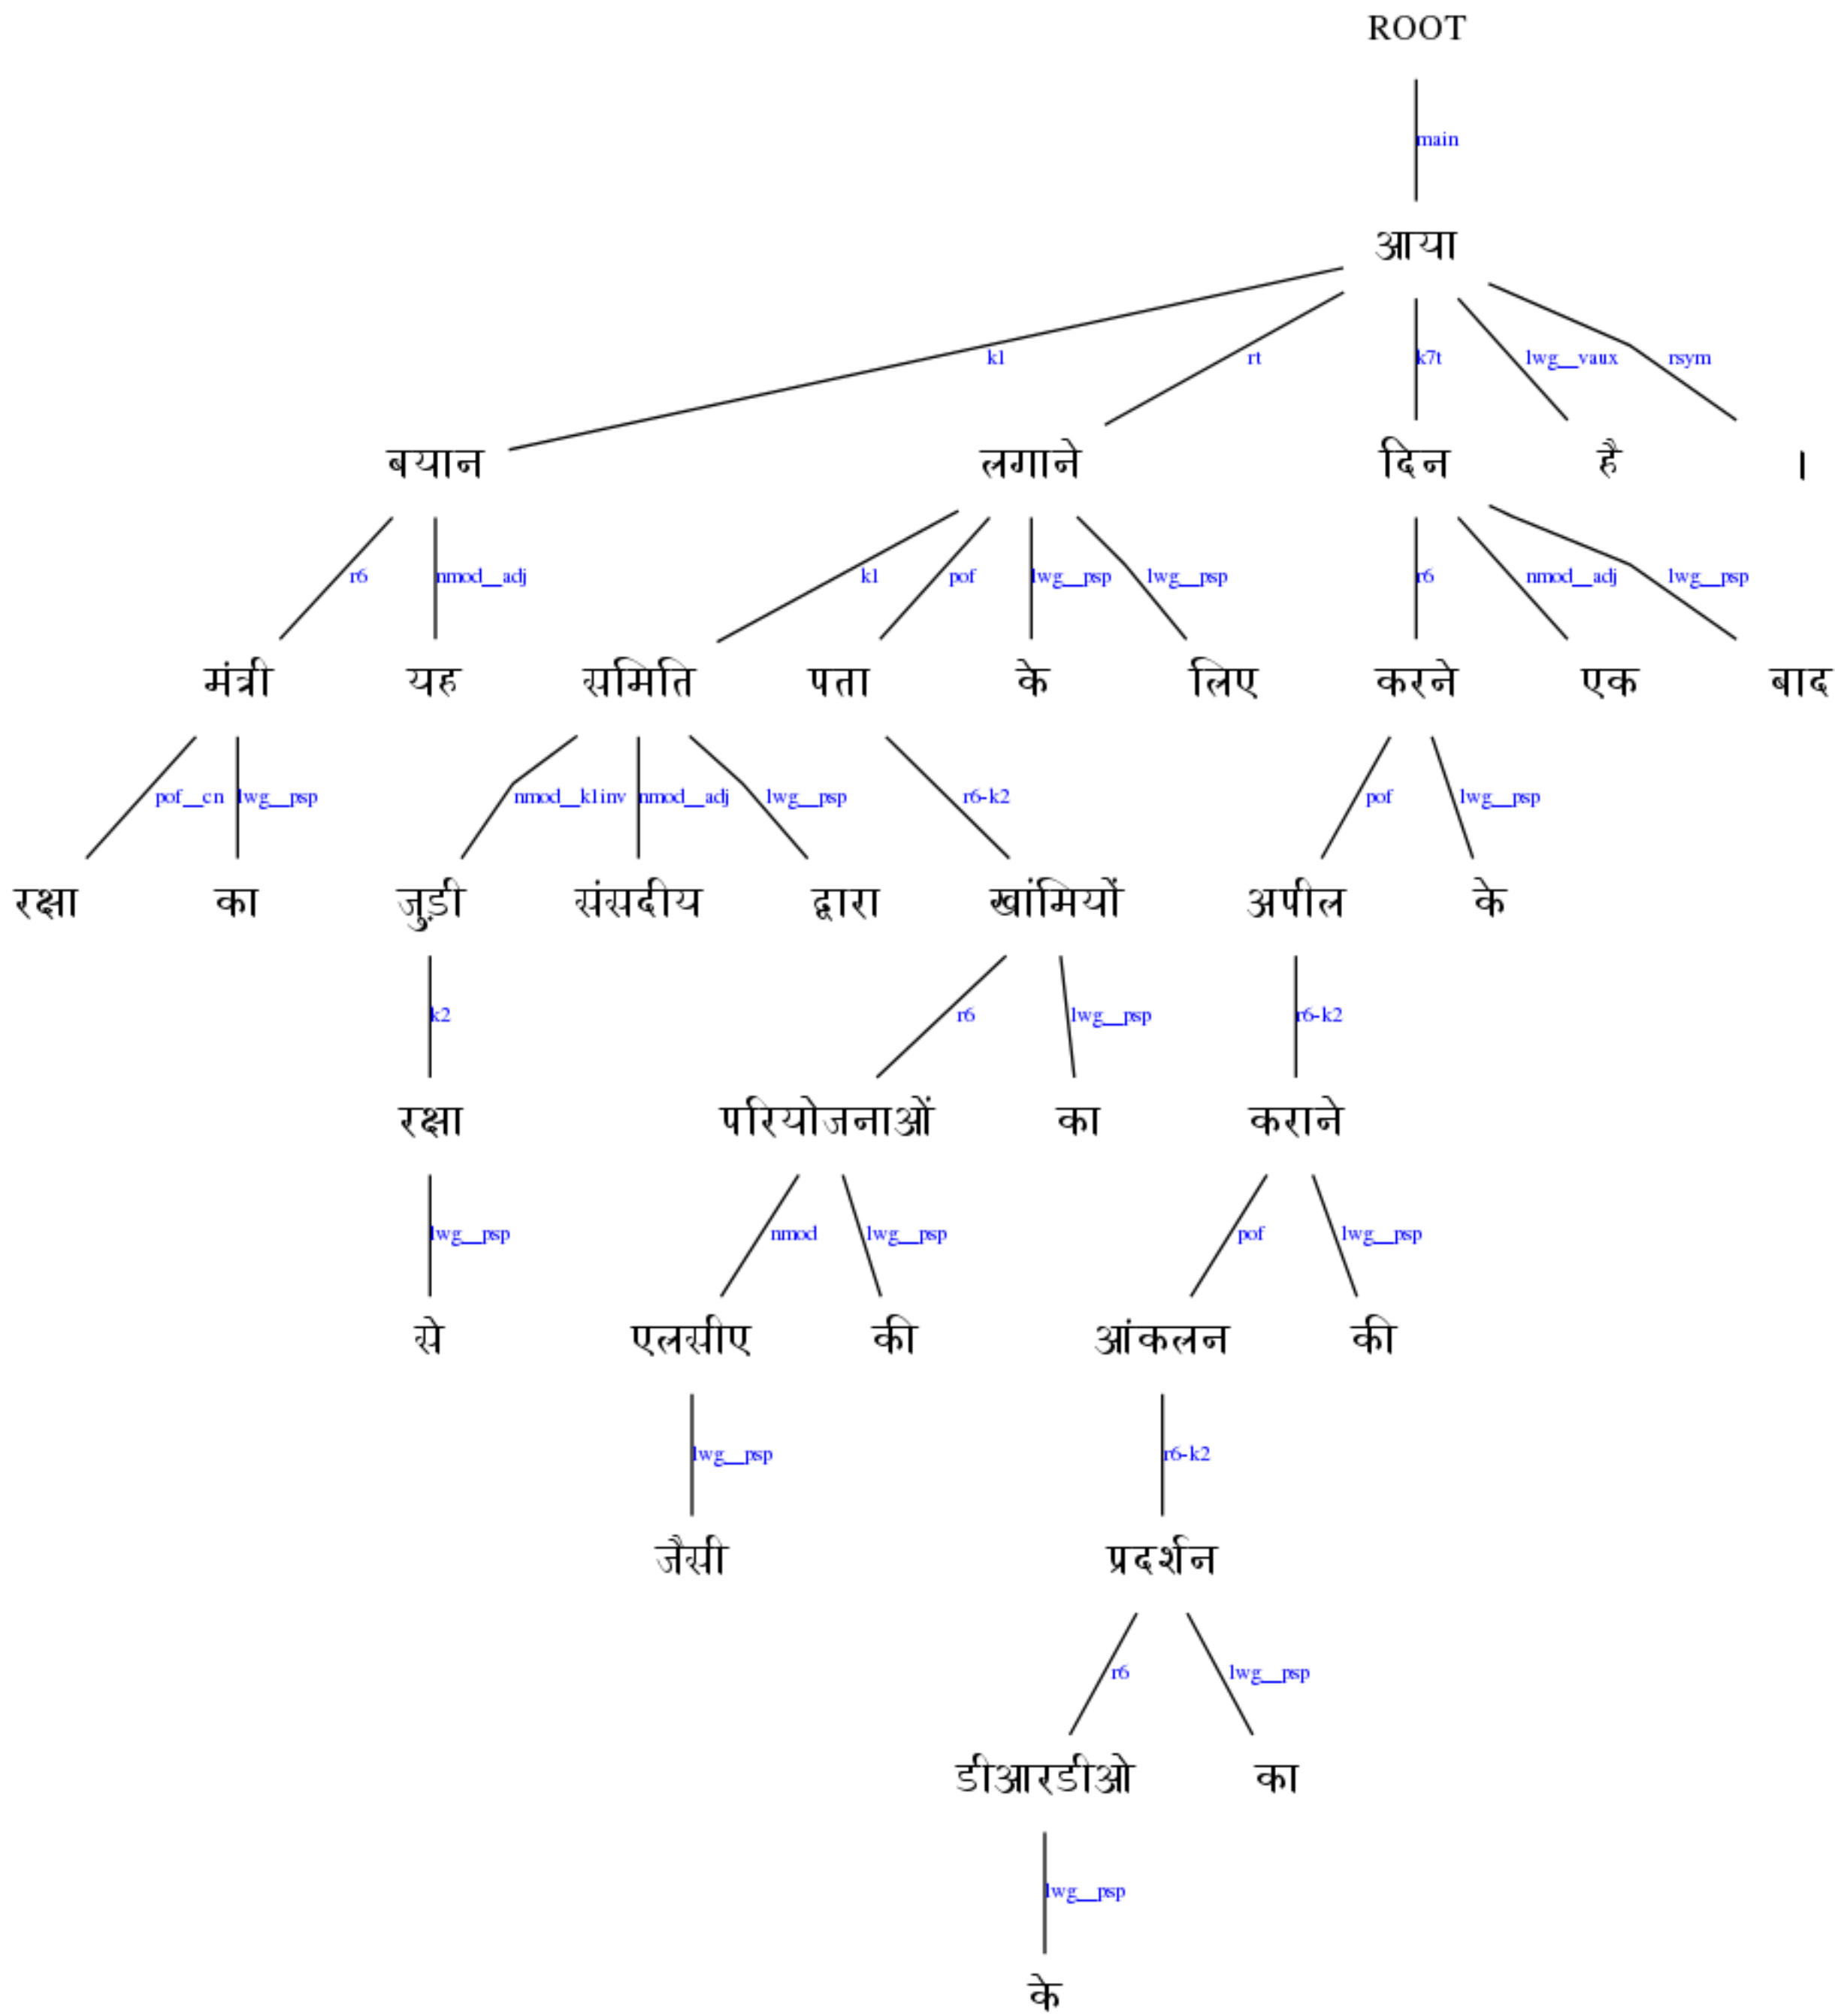 ROOT
main
आया
k1 rt k7t lwg__vaux rsym
बयान लगाने दिन है ।
r6 nmod__adj k1 pof lwg__psp lwg__psp r6 nmod__adj lwg__psp
मंत्री यह समिति पता के लिए करने एक बाद
pof__cn lwg__psp nmod__k1inv nmod__adj lwg__psp r6-k2 pof lwg__psp
रक्षा का जुड़ी संसदीय द्वारा खांमियों अपील के
k2 r6 lwg__psp r6-k2
रक्षा परियोजनाओं का कराने
lwg__psp nmod lwg__psp pof lwg__psp
से एलसीए की आंकलन की
lwg__psp r6-k2
जैसी प्रदर्शन
r6 lwg__psp
डीआरडीओ का
lwg__psp
के